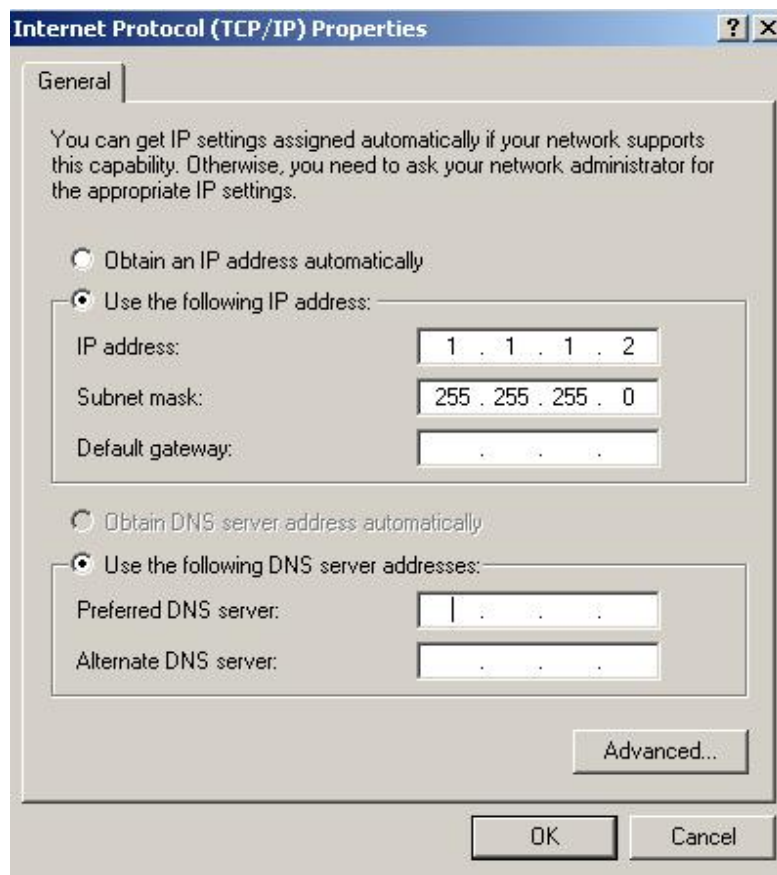 Internet Protocol (TCP/IP) Properties
General
You can get IP settings assigned automatically if your network supports
this capability. Otherwise, you need to ask your network administrator for
the appropriate IP settings.
Obtain an IP address automatically
Use the following IP address:
IP address: 1 . 1 . 1 . 2
Subnet mask: 255 . 255 . 255 . 0
Default gateway: . . .
Obtain DNS server address automatically
Use the following DNS server addresses:
Preferred DNS server: . . .
Alternate DNS server: . . .
Advanced...
OK Cancel